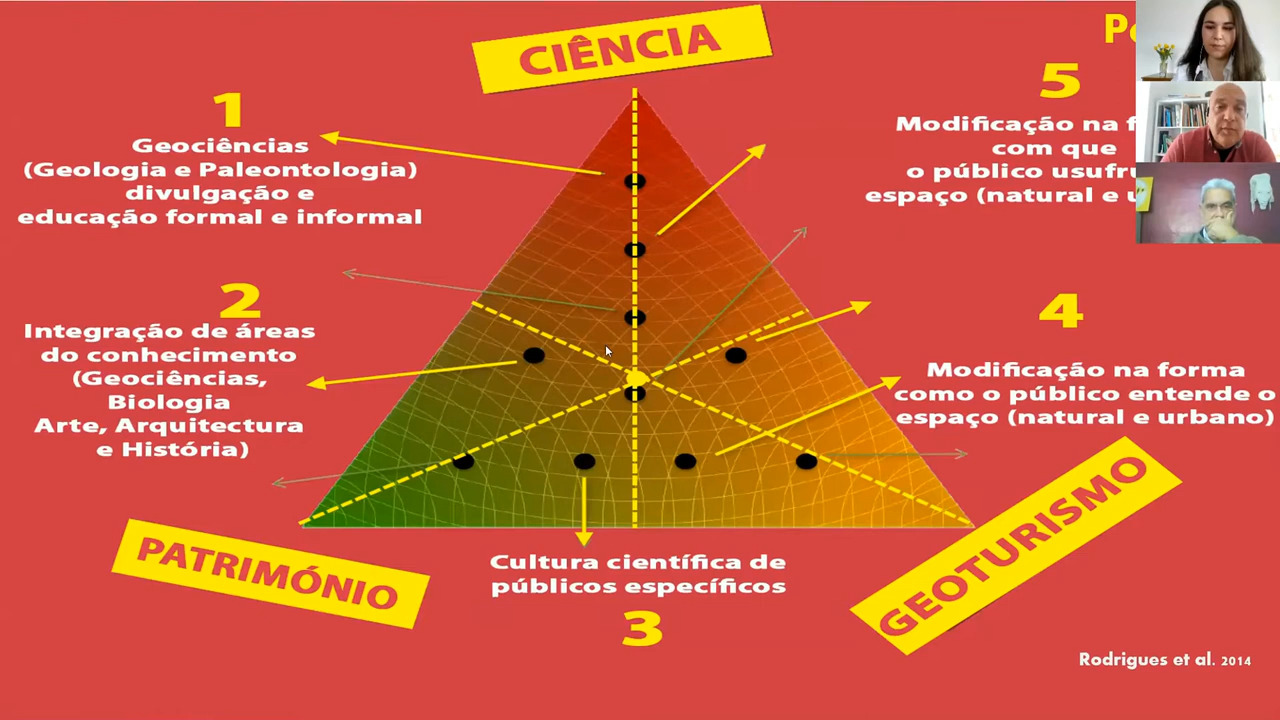 CIÊNCIA
1
Geociências
(Geologia e Paleontologia)
divulgação e
educação formal e informal
2
Integração de áreas
do conhecimento
(Geociências,
Biologia
Arte, Arquitectura
e História)
PATRIMÓNIO
Cultura científica de
públicos específicos
3
5
Modificação na
com que
o público
espaço (natural e
4
Modificação na forma
como o público entende o
espaço (natural e urbano)
GEOTURISMO
Rodrigues et al. 2014